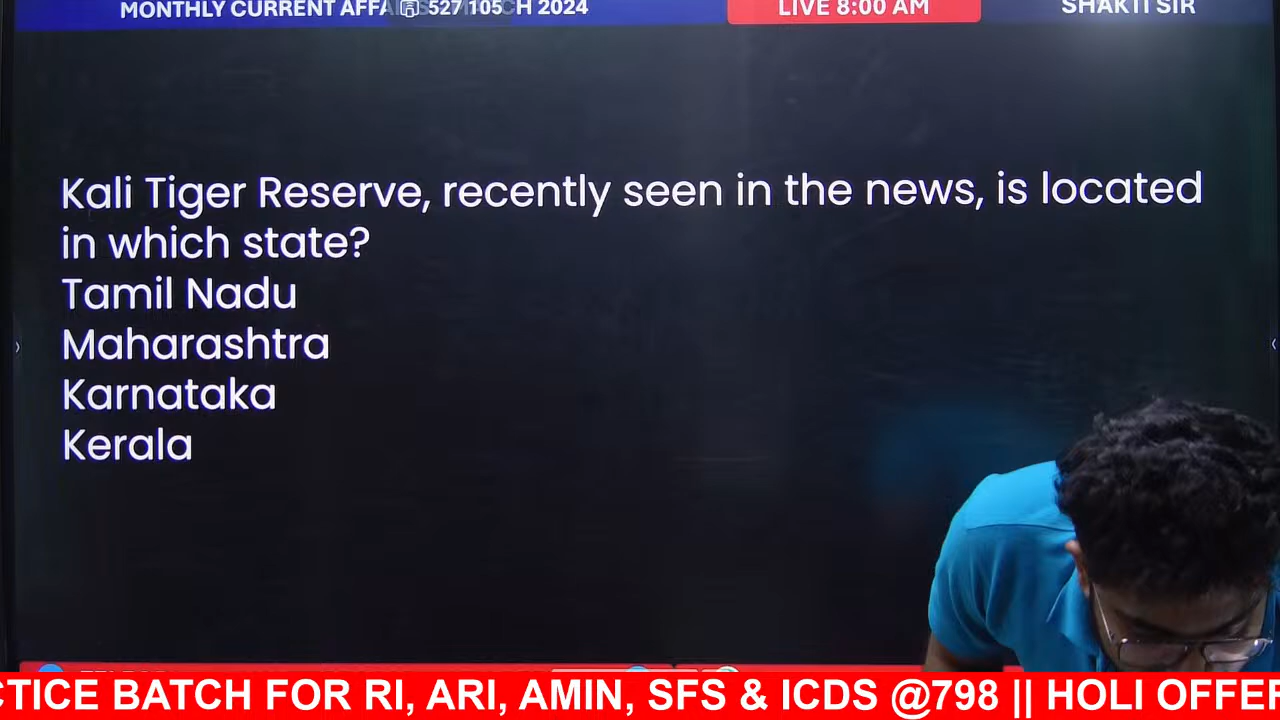 MONTHLY CURRENT AFFA 527 105 H 2024
LIVE 8:00 AM
SHAKTI SIR
Kali Tiger Reserve, recently seen in the news, is located
in which state?
Tamil Nadu
Maharashtra
Karnataka
Kerala
CTICE BATCH FOR RI, ARI, AMIN, SFS & ICDS @798 || HOLI OFFER